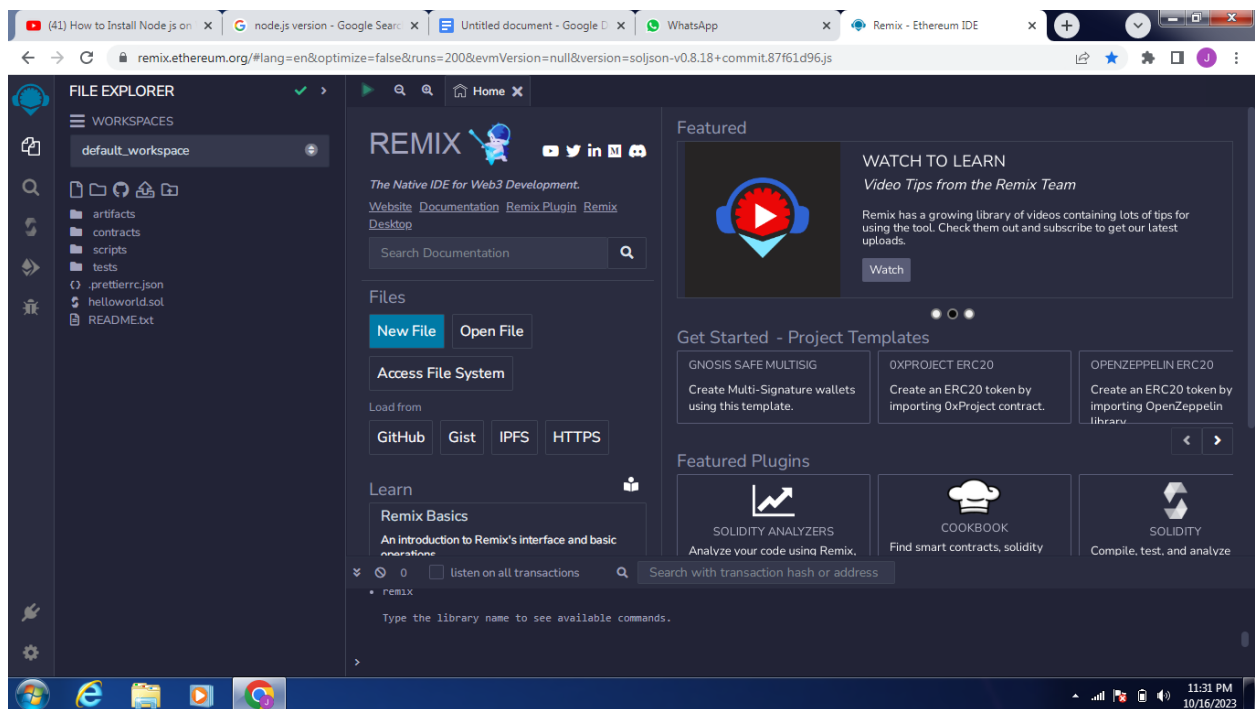 (41) How to Install Node js on
node.js version - Google Searc
Untitled document - Google D
WhatsApp
Remix - Ethereum IDE
remix.ethereum.org/#lang=en&optimize=false&runs=200&evmVersion=null&version=soljson-v0.8.18+commit.87f61d96.js
J
FILE EXPLORER
WORKSPACES
default_workspace
artifacts
contracts
scripts
tests
.prettierrc.json
helloworld.sol
README.txt
Home
REMIX
The Native IDE for Web3 Development.
Website Documentation Remix Plugin Remix
Desktop
Search Documentation
Files
New File Open File
Access File System
Load from
GitHub Gist IPFS HTTPS
Learn
Remix Basics
An introduction to Remix's interface and basic
operations
Featured
WATCH TO LEARN
Video Tips from the Remix Team
Remix has a growing library of videos containing lots of tips for
using the tool. Check them out and subscribe to get our latest
uploads.
Watch
Get Started - Project Templates
GNOSIS SAFE MULTISIG
Create Multi-Signature wallets
using this template.
0XPROJECT ERC20
Create an ERC20 token by
importing 0xProject contract.
OPENZEPPELIN ERC20
Create an ERC20 token by
importing OpenZeppelin
library
Featured Plugins
SOLIDITY ANALYZERS
Analyze your code using Remix,
COOKBOOK
Find smart contracts, solidity
SOLIDITY
Compile, test, and analyze
0 listen on all transactions Search with transaction hash or address
• remix
Type the library name to see available commands.
>
11:31 PM
10/16/2023